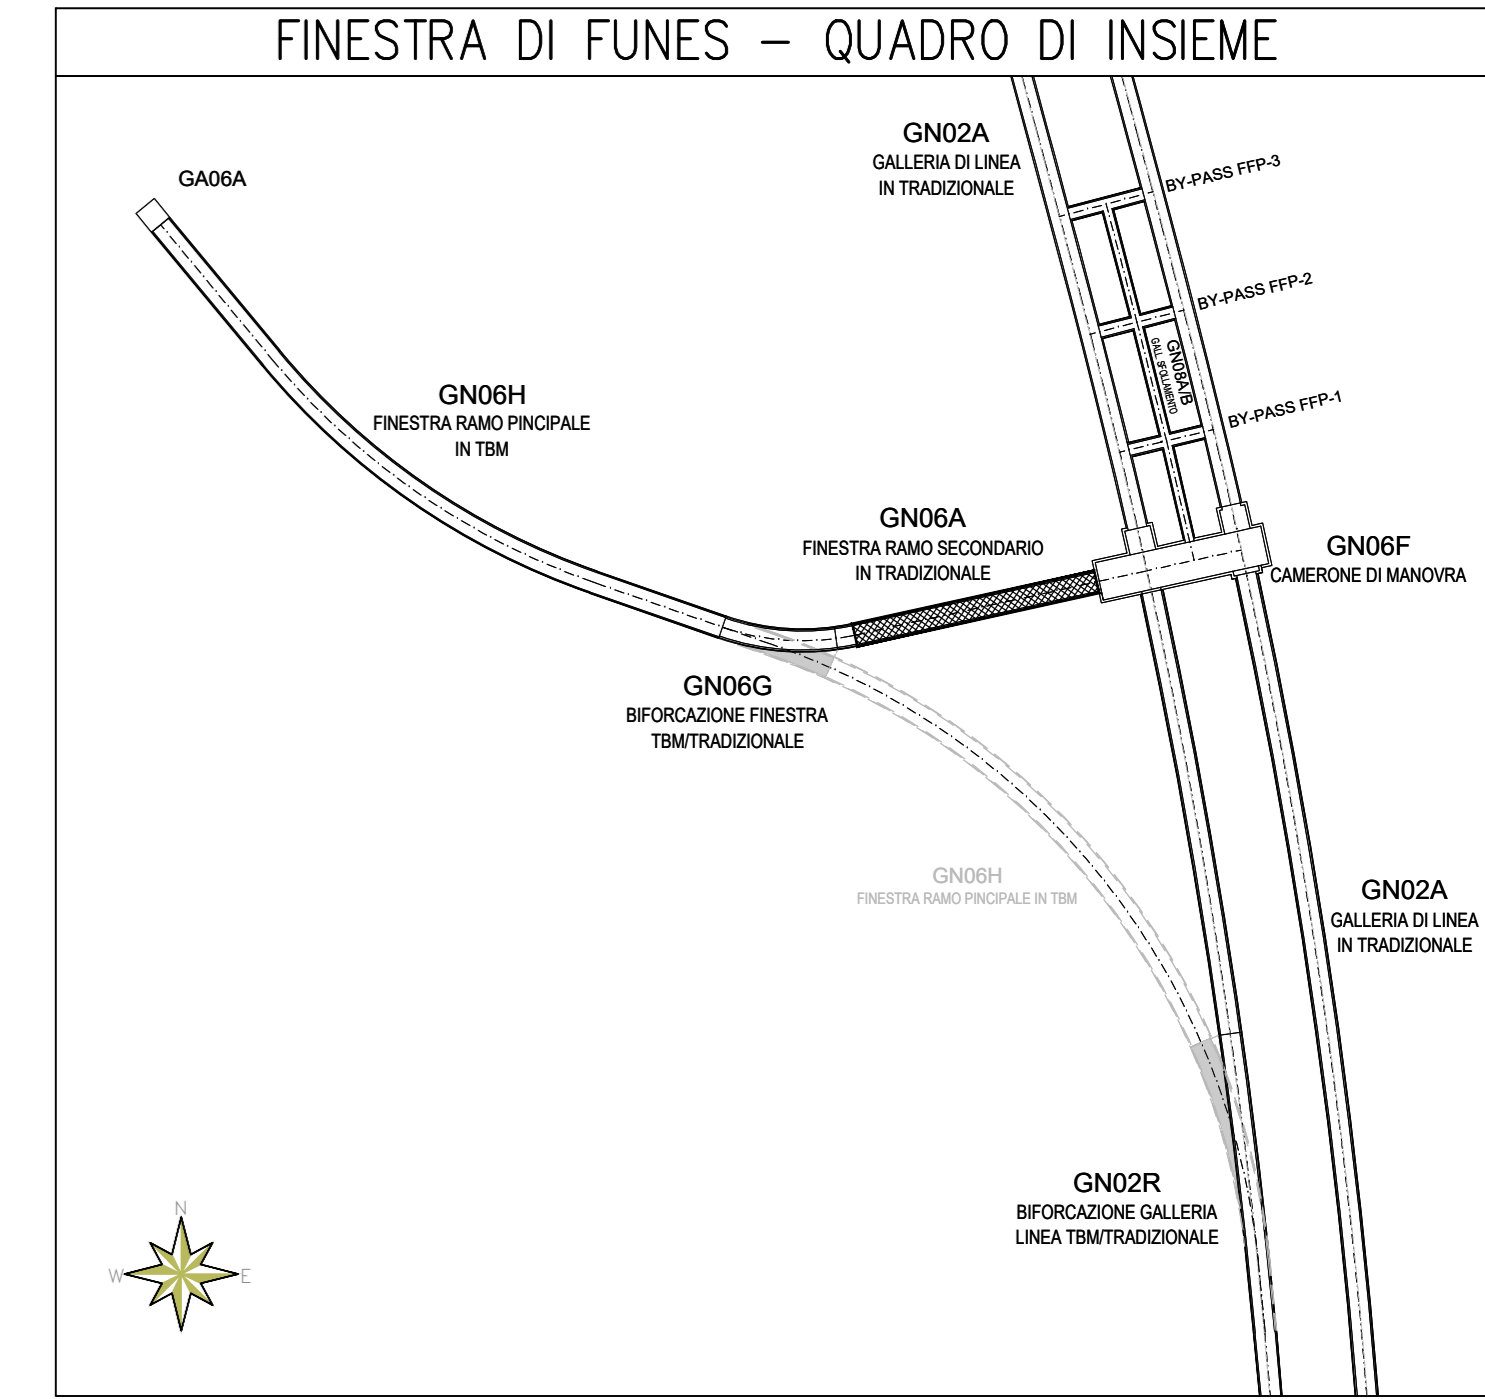 FINESTRA DI FUNES – QUADRO DI INSIEME
GN02A
GALLERIA DI LINEA
IN TRADIZIONALE
GA06A
BY-PASS FFP-3
BY-PASS FFP-2
GN08A/B
GALL. SFOLLAMENTO
BY-PASS FFP-1
GN06H
FINESTRA RAMO PINCIPALE
IN TBM
GN06A
FINESTRA RAMO SECONDARIO
IN TRADIZIONALE
GN06F
CAMERONE DI MANOVRA
GN06G
BIFORCAZIONE FINESTRA
TBM/TRADIZIONALE
GN06H
FINESTRA RAMO PINCIPALE IN TBM
GN02A
GALLERIA DI LINEA
IN TRADIZIONALE
GN02R
BIFORCAZIONE GALLERIA
LINEA TBM/TRADIZIONALE
N
W
E